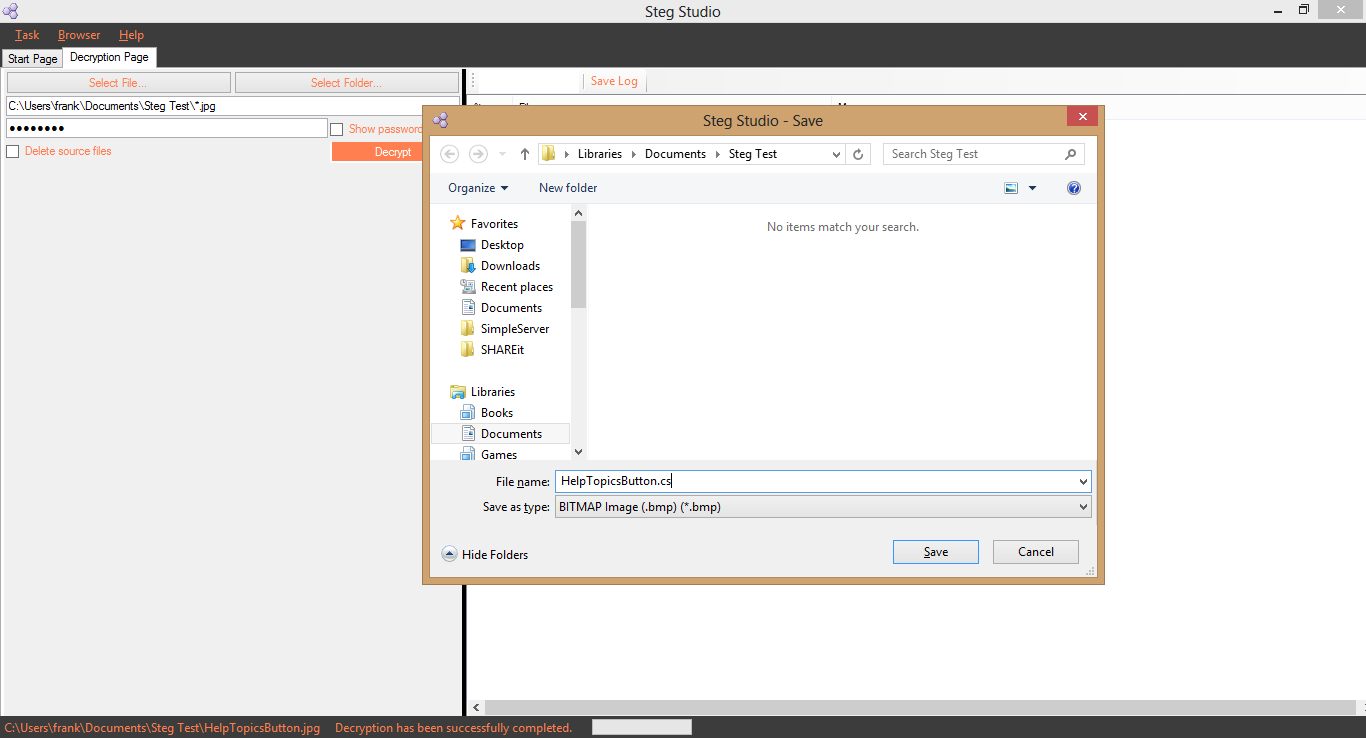 Steg Studio
Task Browser Help
Start Page Decryption Page
Select File... Select Folder...
Save Log
C:\Users\frank\Documents\Steg Test\*.jpg
Show password
Delete source files
Decrypt
Steg Studio - Save
Libraries Documents Steg Test
Search Steg Test
Organize New folder
No items match your search.
Favorites
Desktop
Downloads
Recent places
Documents
SimpleServer
SHAREit
Libraries
Books
Documents
Games
File name: HelpTopicsButton.cs
Save as type: BITMAP Image (.bmp) (*.bmp)
Hide Folders
Save Cancel
C:\Users\frank\Documents\Steg Test\HelpTopicsButton.jpg Decryption has been successfully completed.